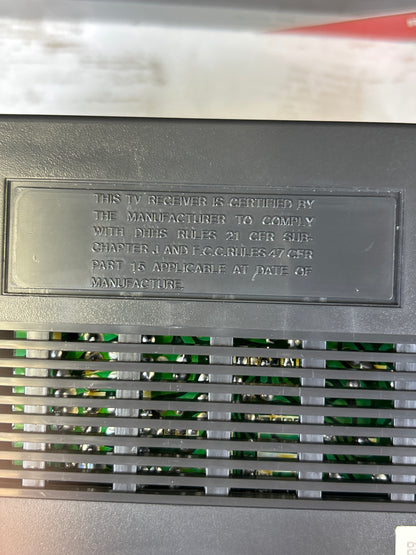 THIS TV RECEIVER IS CERTIFIED BY
THE MANUFACTURER TO COMPLY
WITH DHHS RULES 21 CFR SUB-
CHAPTER J, AND F.C.C.RULES 47 CFR
PART 15 APPLICABLE AT DATE OF
MANUFACTURE.